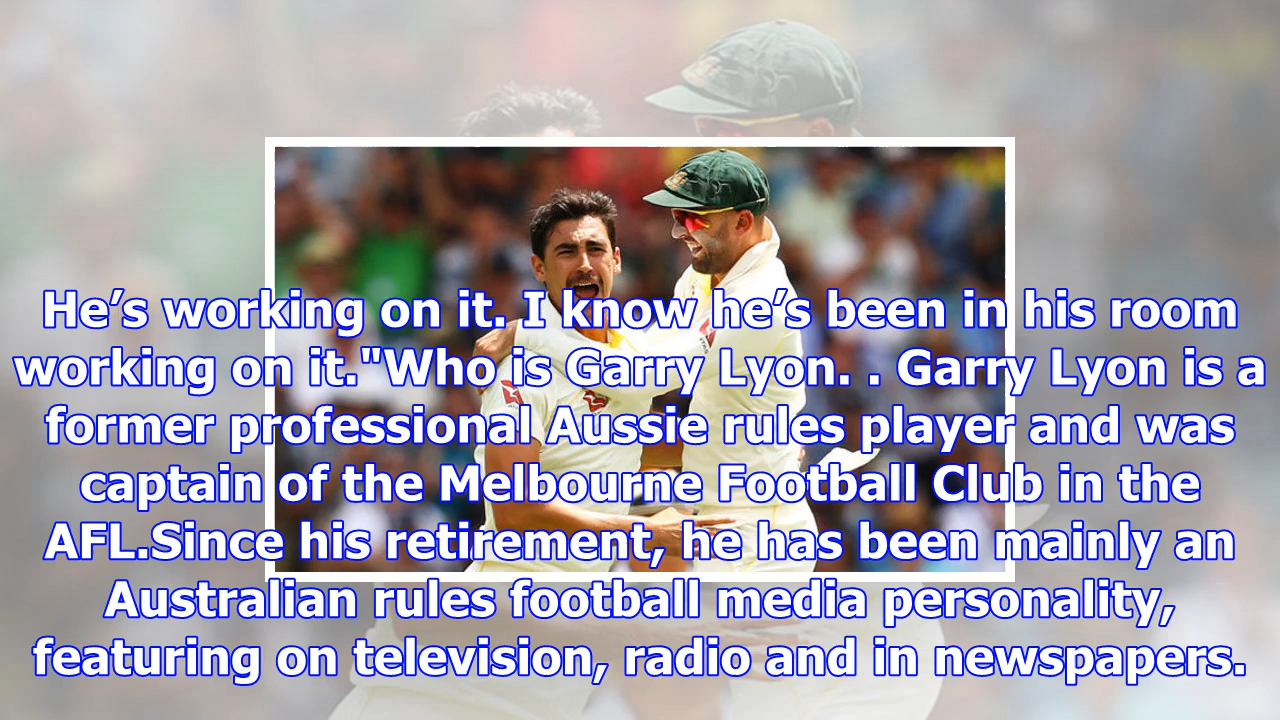 He’s working on it. I know he’s been in his room
working on it."Who is Garry Lyon. . Garry Lyon is a
former professional Aussie rules player and was
captain of the Melbourne Football Club in the
AFL.Since his retirement, he has been mainly an
Australian rules football media personality,
featuring on television, radio and in newspapers.